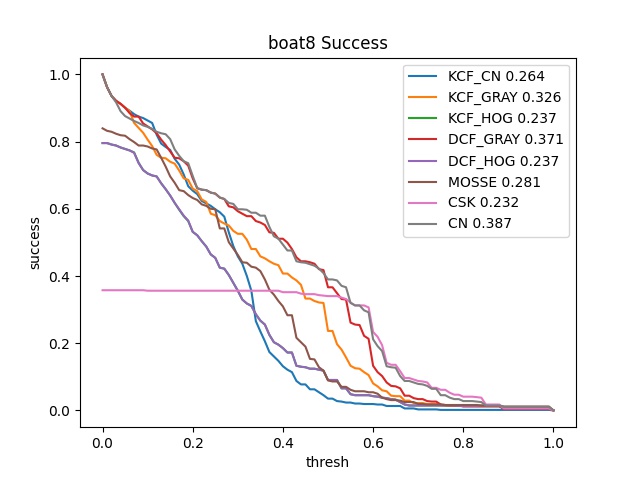 boat8 Success
success
1.0
0.8
0.6
0.4
0.2
0.0
KCF_CN 0.264
KCF_GRAY 0.326
KCF_HOG 0.237
DCF_GRAY 0.371
DCF_HOG 0.237
MOSSE 0.281
CSK 0.232
CN 0.387
0.0 0.2 0.4 0.6 0.8 1.0
thresh